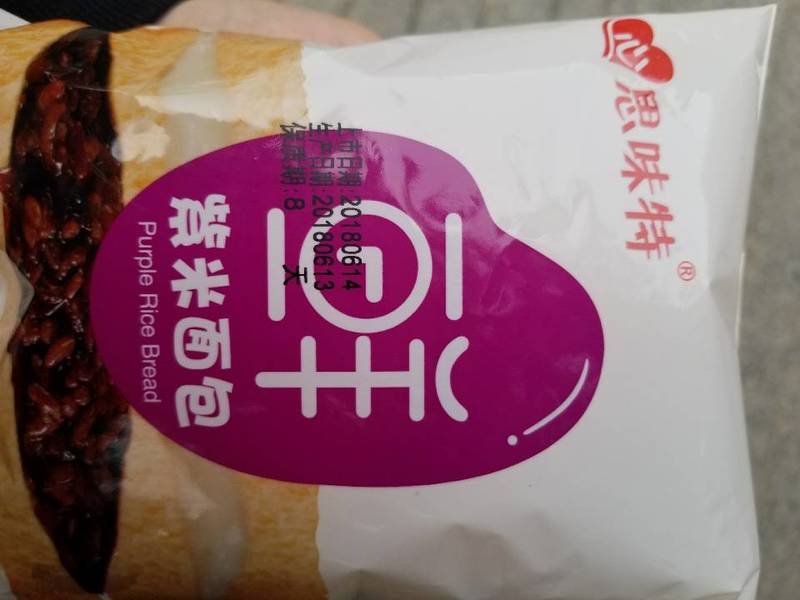 思味特®
鲜
上市日期:20180614
生产日期:20180613
保质期:8 天
紫米面包
Purple Rice Bread